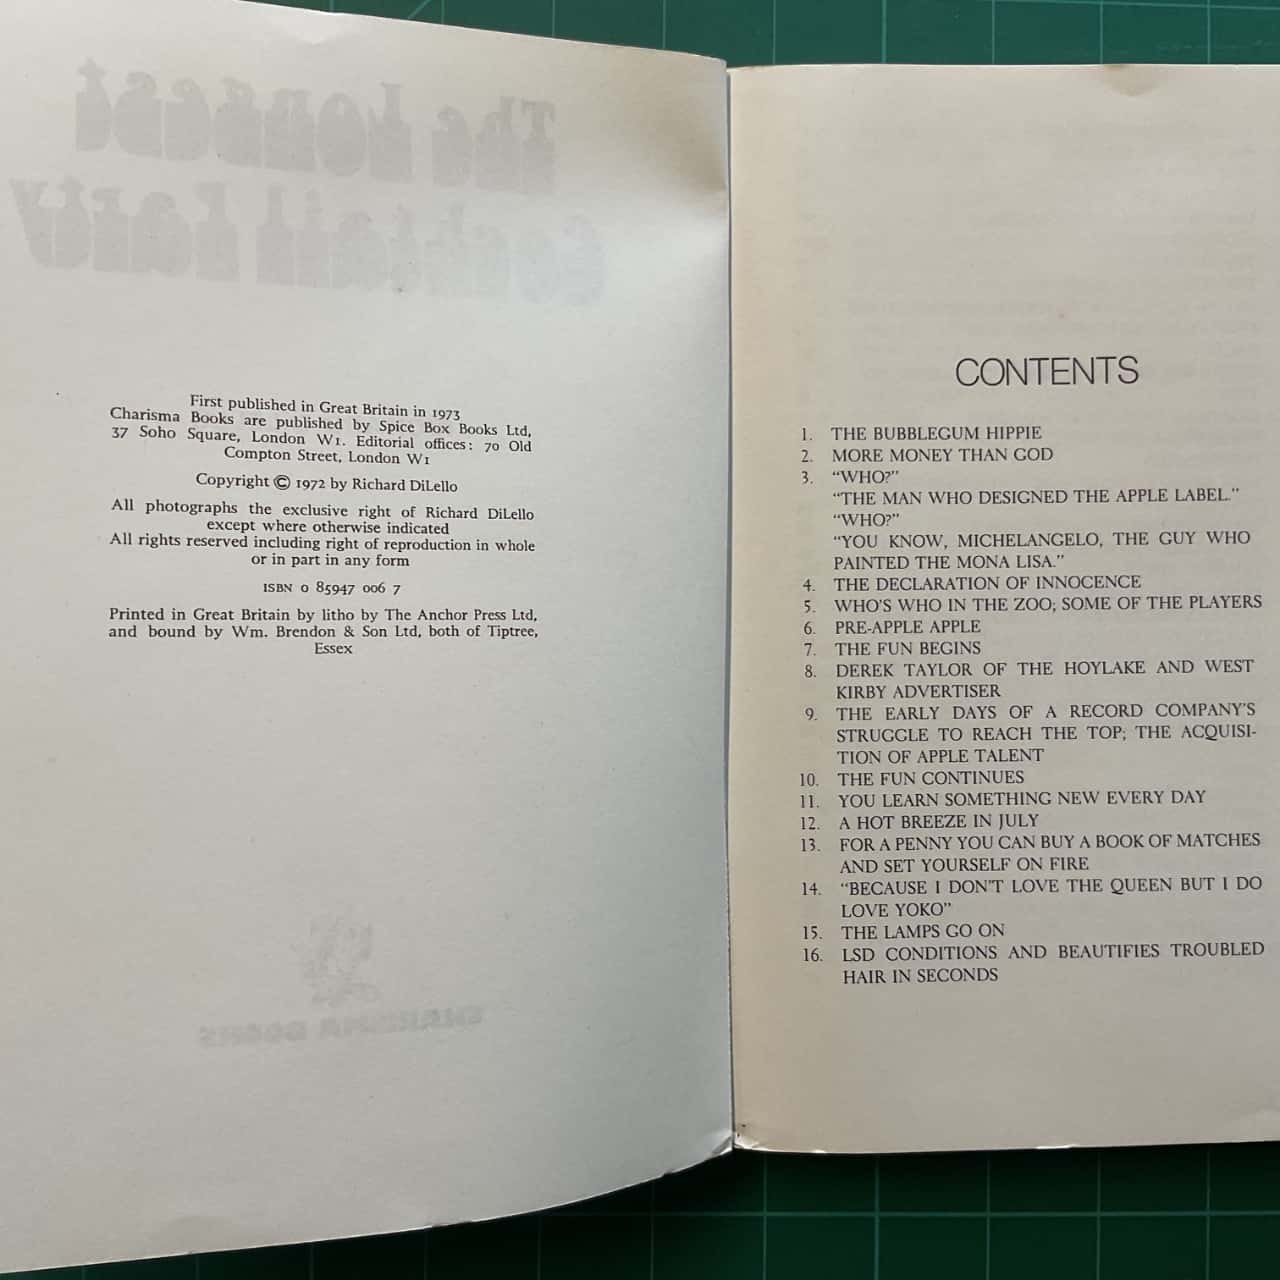 The Longest
Cocktail Party
First published in Great Britain in 1973
Charisma Books are published by Spice Box Books Ltd,
37 Soho Square, London W1. Editorial offices: 70 Old
Compton Street, London W1
Copyright © 1972 by Richard DiLello
All photographs the exclusive right of Richard DiLello
except where otherwise indicated
All rights reserved including right of reproduction in whole
or in part in any form
ISBN 0 85947 006 7
Printed in Great Britain by litho by The Anchor Press Ltd,
and bound by Wm. Brendon & Son Ltd, both of Tiptree,
Essex
CHARISMA BOOKS
CONTENTS
1. THE BUBBLEGUM HIPPIE
2. MORE MONEY THAN GOD
3. “WHO?”
“THE MAN WHO DESIGNED THE APPLE LABEL.”
“WHO?”
“YOU KNOW, MICHELANGELO, THE GUY WHO
PAINTED THE MONA LISA.”
4. THE DECLARATION OF INNOCENCE
5. WHO'S WHO IN THE ZOO; SOME OF THE PLAYERS
6. PRE-APPLE APPLE
7. THE FUN BEGINS
8. DEREK TAYLOR OF THE HOYLAKE AND WEST
KIRBY ADVERTISER
9. THE EARLY DAYS OF A RECORD COMPANY'S
STRUGGLE TO REACH THE TOP; THE ACQUISI-
TION OF APPLE TALENT
10. THE FUN CONTINUES
11. YOU LEARN SOMETHING NEW EVERY DAY
12. A HOT BREEZE IN JULY
13. FOR A PENNY YOU CAN BUY A BOOK OF MATCHES
AND SET YOURSELF ON FIRE
14. “BECAUSE I DON'T LOVE THE QUEEN BUT I DO
LOVE YOKO”
15. THE LAMPS GO ON
16. LSD CONDITIONS AND BEAUTIFIES TROUBLED
HAIR IN SECONDS